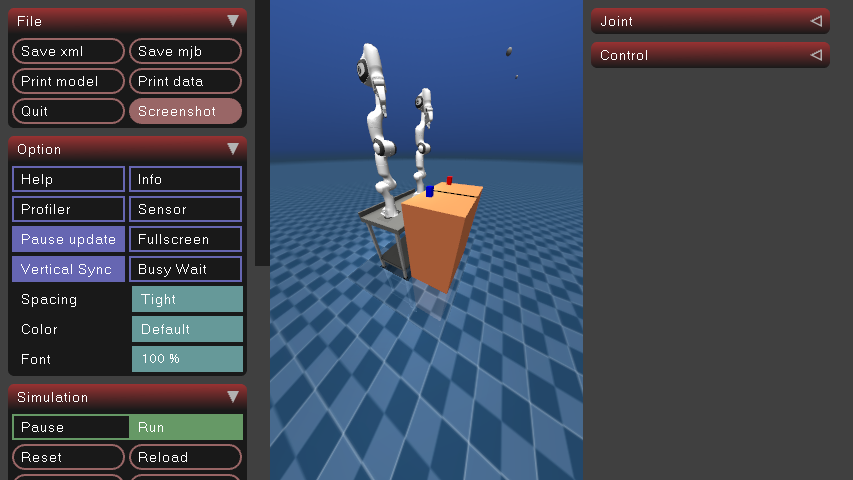 File
Save xml
Save mjb
Print model
Print data
Quit
Screenshot
Option
Help
Info
Profiler
Sensor
Pause update
Fullscreen
Vertical Sync
Busy Wait
Spacing
Tight
Color
Default
Font
100 %
Simulation
Pause
Run
Reset
Reload
Joint
Control